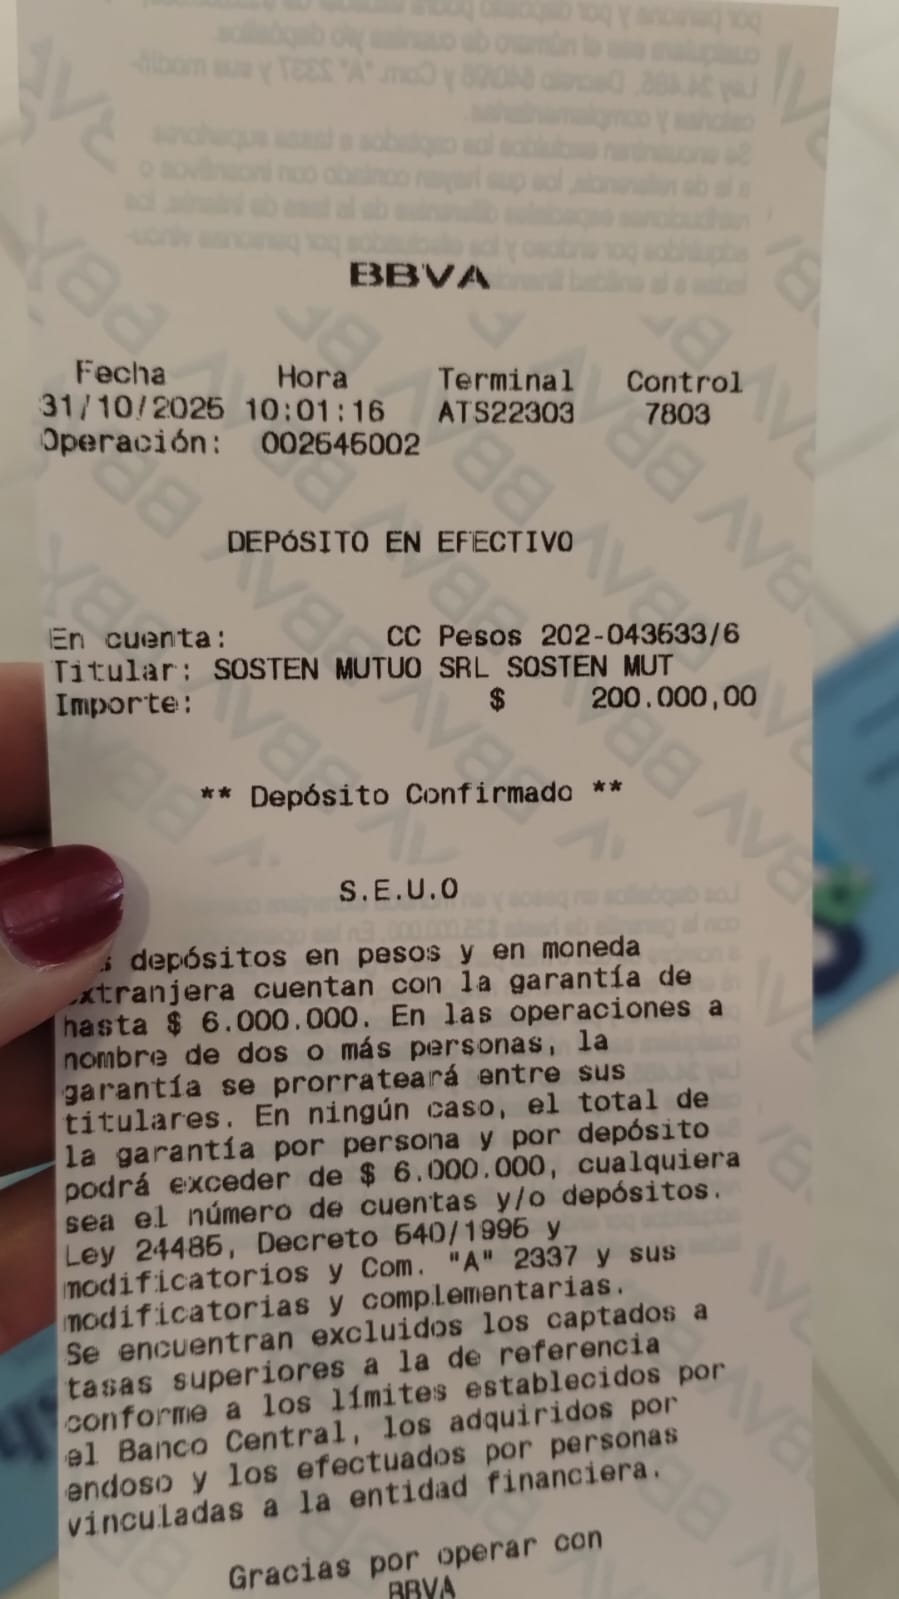 BBVA
Fecha Hora Terminal Control
31/10/2025 10:01:16 ATS22303 7803
Operación: 002646002
DEPóSITO EN EFECTIVO
En cuenta: CC Pesos 202-043633/6
Titular: SOSTEN MUTUO SRL SOSTEN MUT
Importe: $ 200.000,00
** Depósito Confirmado **
S.E.U.O
depósitos en pesos y en moneda
extranjera cuentan con la garantía de
hasta $ 6.000.000. En las operaciones a
nombre de dos o más personas, la
garantía se prorrateará entre sus
titulares. En ningún caso, el total de
la garantía por persona y por depósito
podrá exceder de $ 6.000.000, cualquiera
sea el número de cuentas y/o depósitos.
Ley 24485, Decreto 540/1995 y
modificatorios y Com. "A" 2337 y sus
modificatorias y complementarias.
Se encuentran excluidos los captados a
tasas superiores a la de referencia
conforme a los límites establecidos por
el Banco Central, los adquiridos por
endoso y los efectuados por personas
vinculadas a la entidad financiera.
Gracias por operar con
BBVA